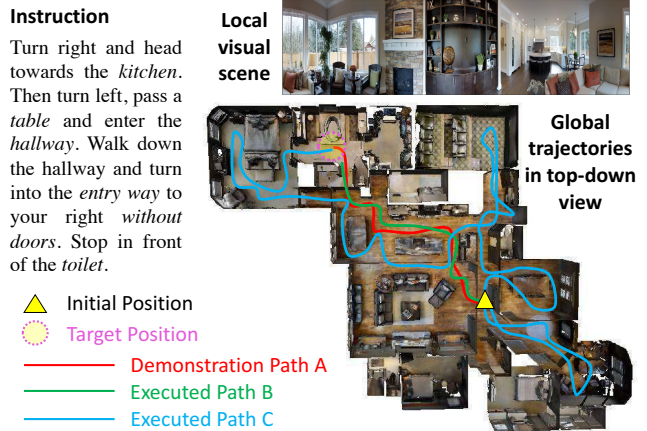 Instruction
Turn right and head
towards the kitchen.
Then turn left, pass a
table and enter the
hallway. Walk down
the hallway and turn
into the entry way to
your right without
doors. Stop in front
of the toilet.
Initial Position
Target Position
Demonstration Path A
Executed Path B
Executed Path C
Local
visual
scene
Global
trajectories
in top-down
view